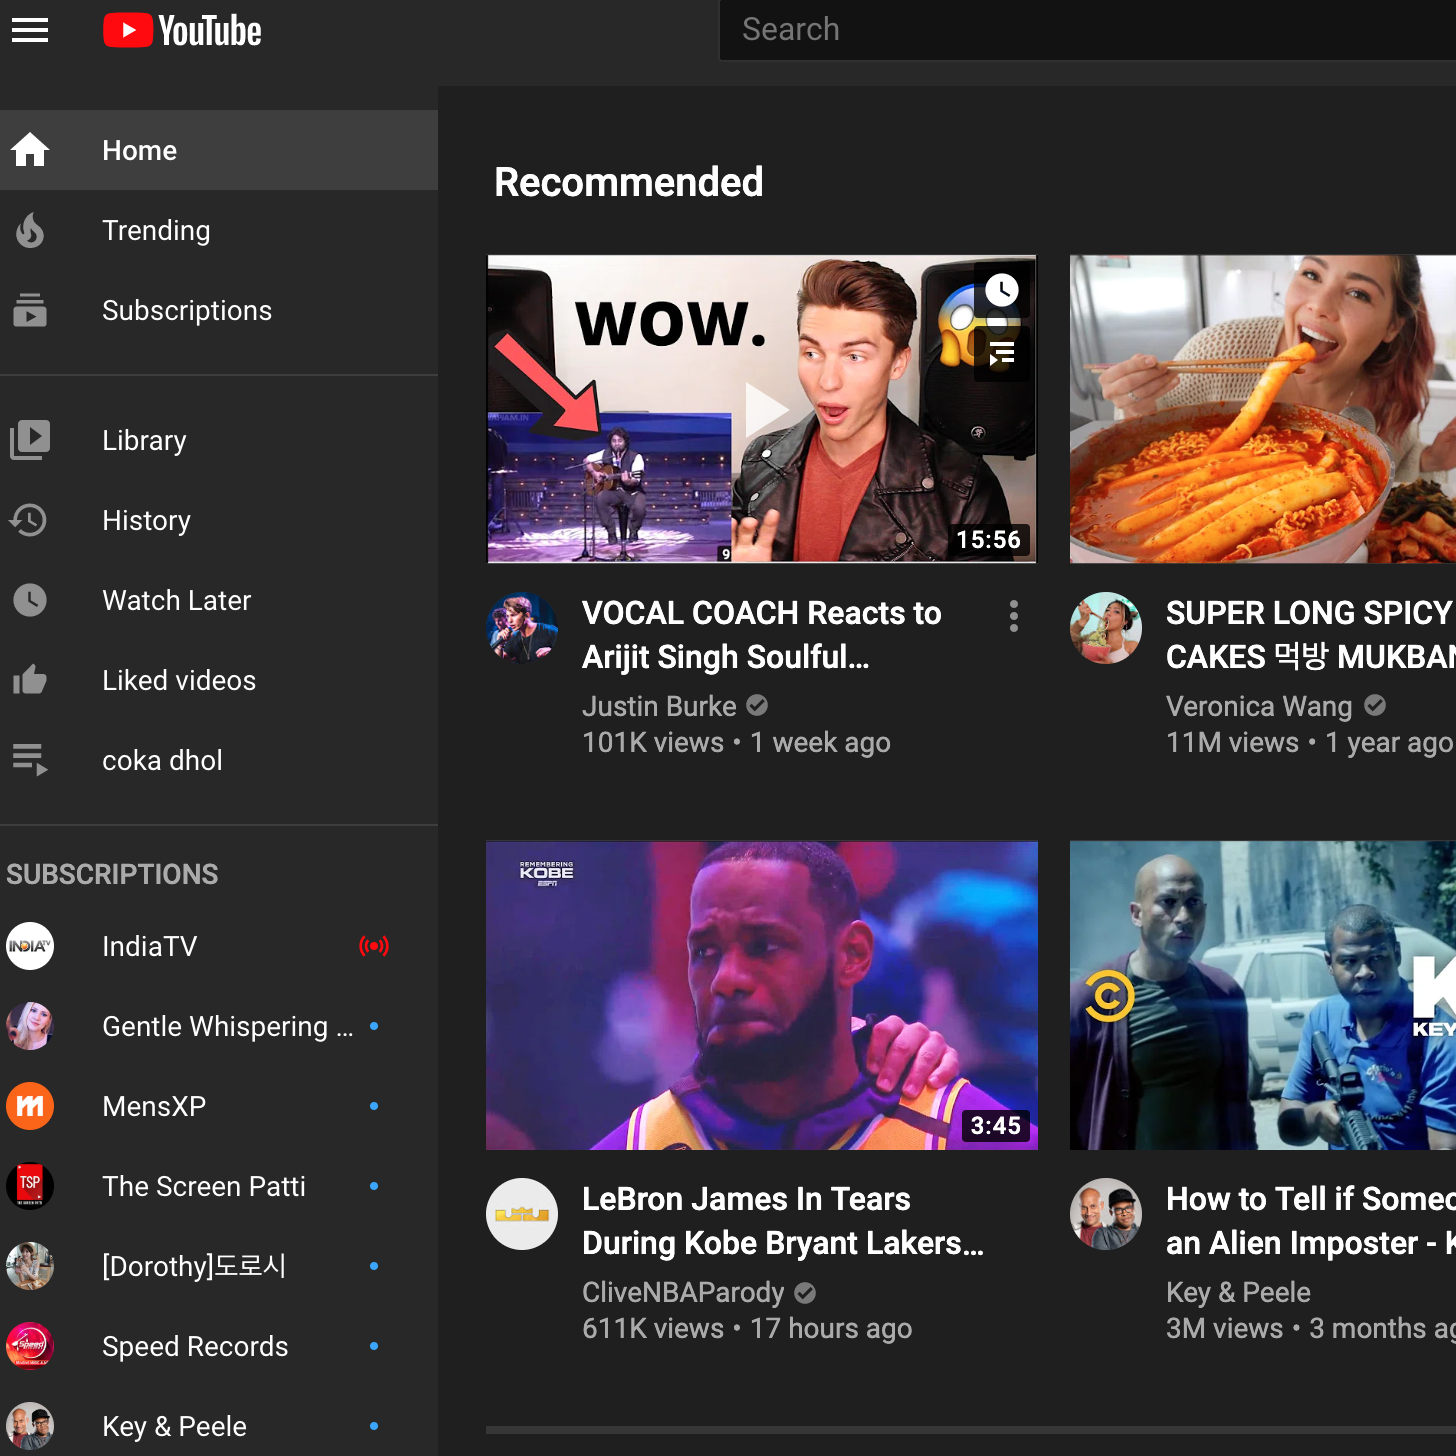 YouTube
Search
Home
Trending
Subscriptions
Library
History
Watch Later
Liked videos
coka dhol
SUBSCRIPTIONS
INDIA TV
IndiaTV
Gentle Whispering ...
MensXP
TSP
The Screen Patti
[Dorothy]도로시
Speed Records
Key & Peele
Recommended
WOW.
9
15:56
VOCAL COACH Reacts to
Arijit Singh Soulful...
Justin Burke
101K views • 1 week ago
SUPER LONG SPICY
CAKES 먹방 MUKBAN
Veronica Wang
11M views • 1 year ago
REMEMBERING
KOBE
ESPN
3:45
LeBron James In Tears
During Kobe Bryant Lakers...
CliveNBAParody
611K views • 17 hours ago
K
KEY
How to Tell if Someo
an Alien Imposter - K
Key & Peele
3M views • 3 months ag